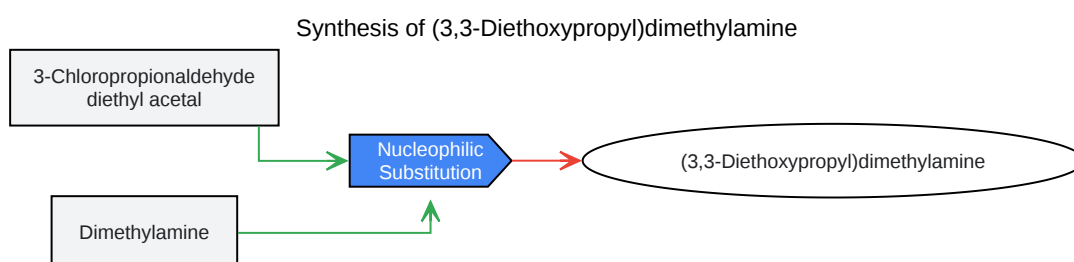 Synthesis of (3,3-Diethoxypropyl)dimethylamine
3-Chloropropionaldehyde
diethyl acetal
Nucleophilic
Substitution
(3,3-Diethoxypropyl)dimethylamine
Dimethylamine